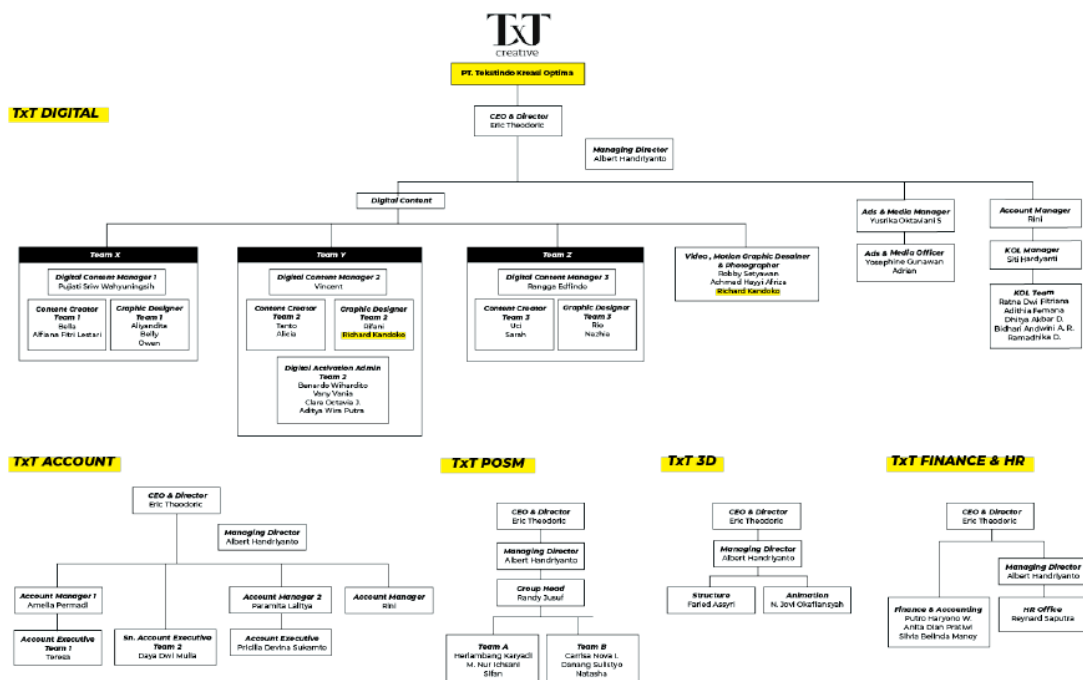 TxT
creative
PT. Tekstindo Kreasi Optima
TxT DIGITAL
CEO & Director
Eric Theodoric
Managing Director
Albert Handriyanto
Digital Content
Ads & Media Manager
Yusrika Oktaviani S
Account Manager
Rini
Ads & Media Officer
Yosephine Gunawan
Adrian
KOL Manager
Siti Hardyanti
KOL Team
Ratna Dwi Fitriana
Adithia Permana
Dhitya Akbar D.
Bidhari Andwini A. R.
Ramadhika D.
Team X
Digital Content Manager 1
Pujiati Sriw Wahyuningsih
Content Creator
Team 1
Bella
Alfiana Fitri Lestari
Graphic Designer
Team 1
Aliyandita
Belly
Owen
Team Y
Digital Content Manager 2
Vincent
Content Creator
Team 2
Tento
Alicia
Graphic Designer
Team 2
Rifani
Richard Kandoko
Digital Activation Admin
Team 2
Benardo Wihardito
Vany Vania
Clara Octavia J.
Aditya Wira Putra
Team Z
Digital Content Manager 3
Rangga Edfindo
Content Creator
Team 3
Uci
Sarah
Graphic Designer
Team 3
Rio
Nazhia
Video , Motion Graphic Desainer
& Photographer
Robby Setyawan
Achmad Hayyi Afriza
Richard Kandoko
TxT ACCOUNT
CEO & Director
Eric Theodoric
Managing Director
Albert Handriyanto
Account Manager 1
Amelia Permadi
Account Executive
Team 1
Tereza
Sn. Account Executive
Team 2
Daya Dwi Mulia
Account Manager 2
Paramita Lalitya
Account Executive
Pricilia Devina Sukamto
Account Manager
Rini
TxT POSM
CEO & Director
Eric Theodoric
Managing Director
Albert Handriyanto
Group Head
Randy Jusuf
Team A
Herlambang Karyadi
M. Nur Ichsani
Sifan
Team B
Carrisa Nova I.
Danang Sulistyo
Natasha
TxT 3D
CEO & Director
Eric Theodoric
Managing Director
Albert Handriyanto
Structure
Faried Assyri
Animation
N. Jovi Okafiansyah
TxT FINANCE & HR
CEO & Director
Eric Theodoric
Managing Director
Albert Handriyanto
Finance & Accounting
Putro Haryono W.
Anita Diah Pratiwi
Silvia Belinda Manoy
HR Office
Reynard Saputra